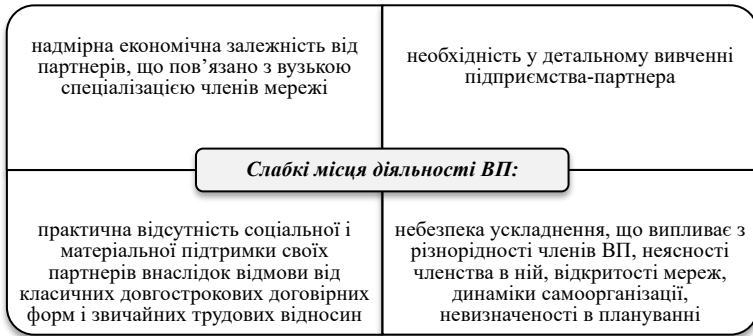 надмірна економічна залежність від
партнерів, що пов’язано з вузькою
спеціалізацією членів мережі
необхідність у детальному вивченні
підприємства-партнера
Слабкі місця діяльності ВП:
практична відсутність соціальної і
матеріальної підтримки своїх
партнерів внаслідок відмови від
класичних довгострокових договірних
форм і звичайних трудових відносин
небезпека ускладнення, що випливає з
різнорідності членів ВП, неясності
членства в ній, відкритості мереж,
динаміки самоорганізації,
невизначеності в плануванні